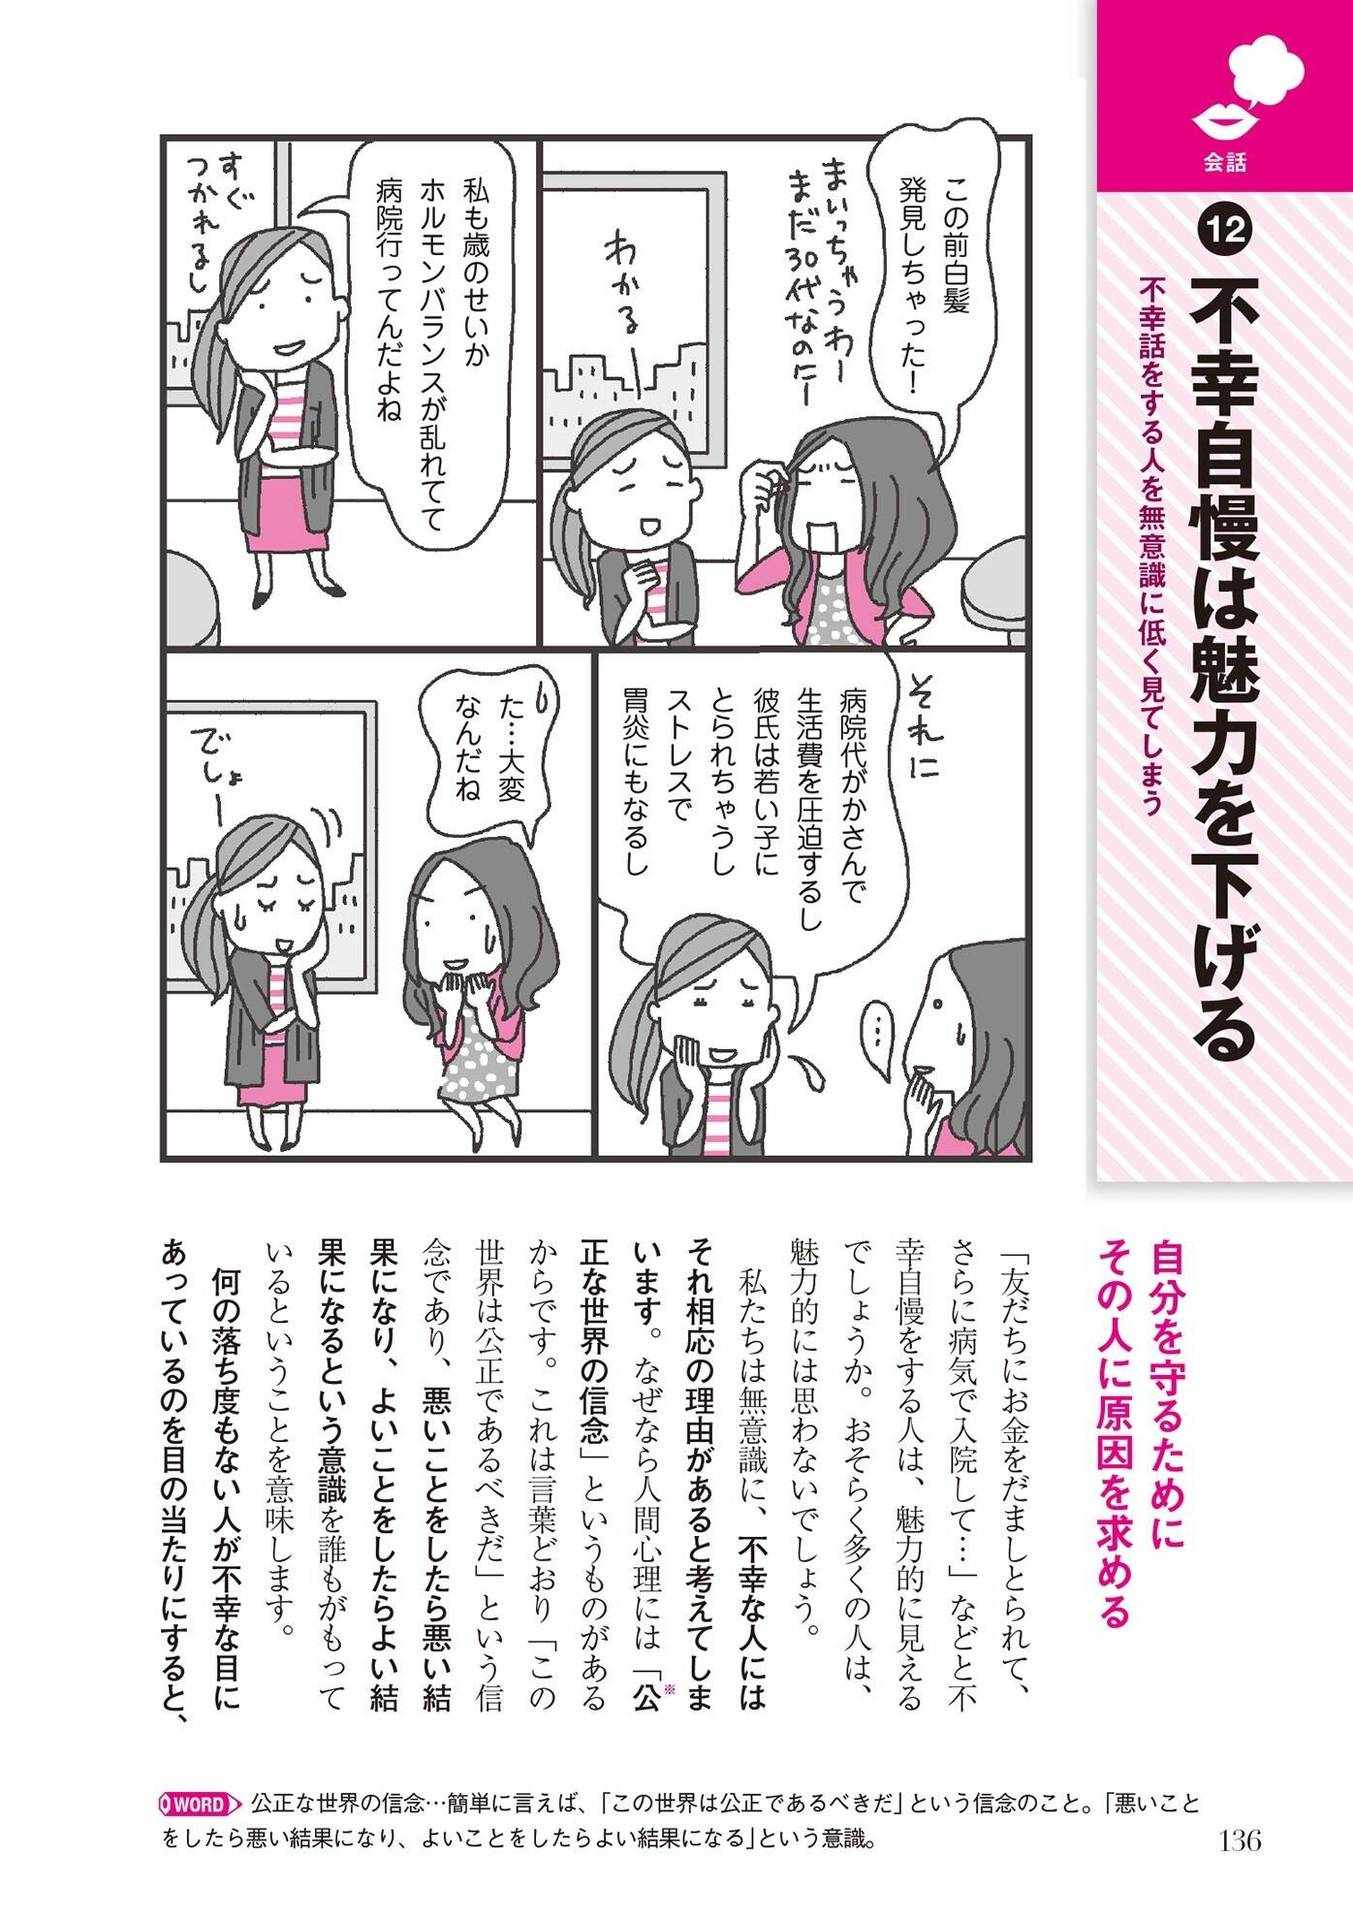 会話
12
不幸自慢は魅力を下げる
不幸話をする人を無意識に低く見てしまう
この前白髪
発見しちゃった！
まいっちゃうわー
まだ30代なのにー
わかるー
私も歳のせいか
ホルモンバランスが乱れてて
病院行ってんだよね
すぐ
つかれるし
それに
病院代がかさんで
生活費を圧迫するし
彼氏は若い子に
とられちゃうし
ストレスで
胃炎にもなるし
…
た…大変
なんだね
でしょー
自分を守るために
その人に原因を求める
「友だちにお金をだましとられて、
さらに病気で入院して…」などと不
幸自慢をする人は、魅力的に見える
でしょうか。おそらく多くの人は、
魅力的には思わないでしょう。
私たちは無意識に、不幸な人には
それ相応の理由があると考えてしま
います。なぜなら人間心理には「公※
正な世界の信念」というものがある
からです。これは言葉どおり「この
世界は公正であるべきだ」という信
念であり、悪いことをしたら悪い結
果になり、よいことをしたらよい結
果になるという意識を誰もがもって
いるということを意味します。
何の落ち度もない人が不幸な目に
あっているのを目の当たりにすると、
WORD 公正な世界の信念…簡単に言えば、「この世界は公正であるべきだ」という信念のこと。「悪いこと
をしたら悪い結果になり、よいことをしたらよい結果になる」という意識。
136